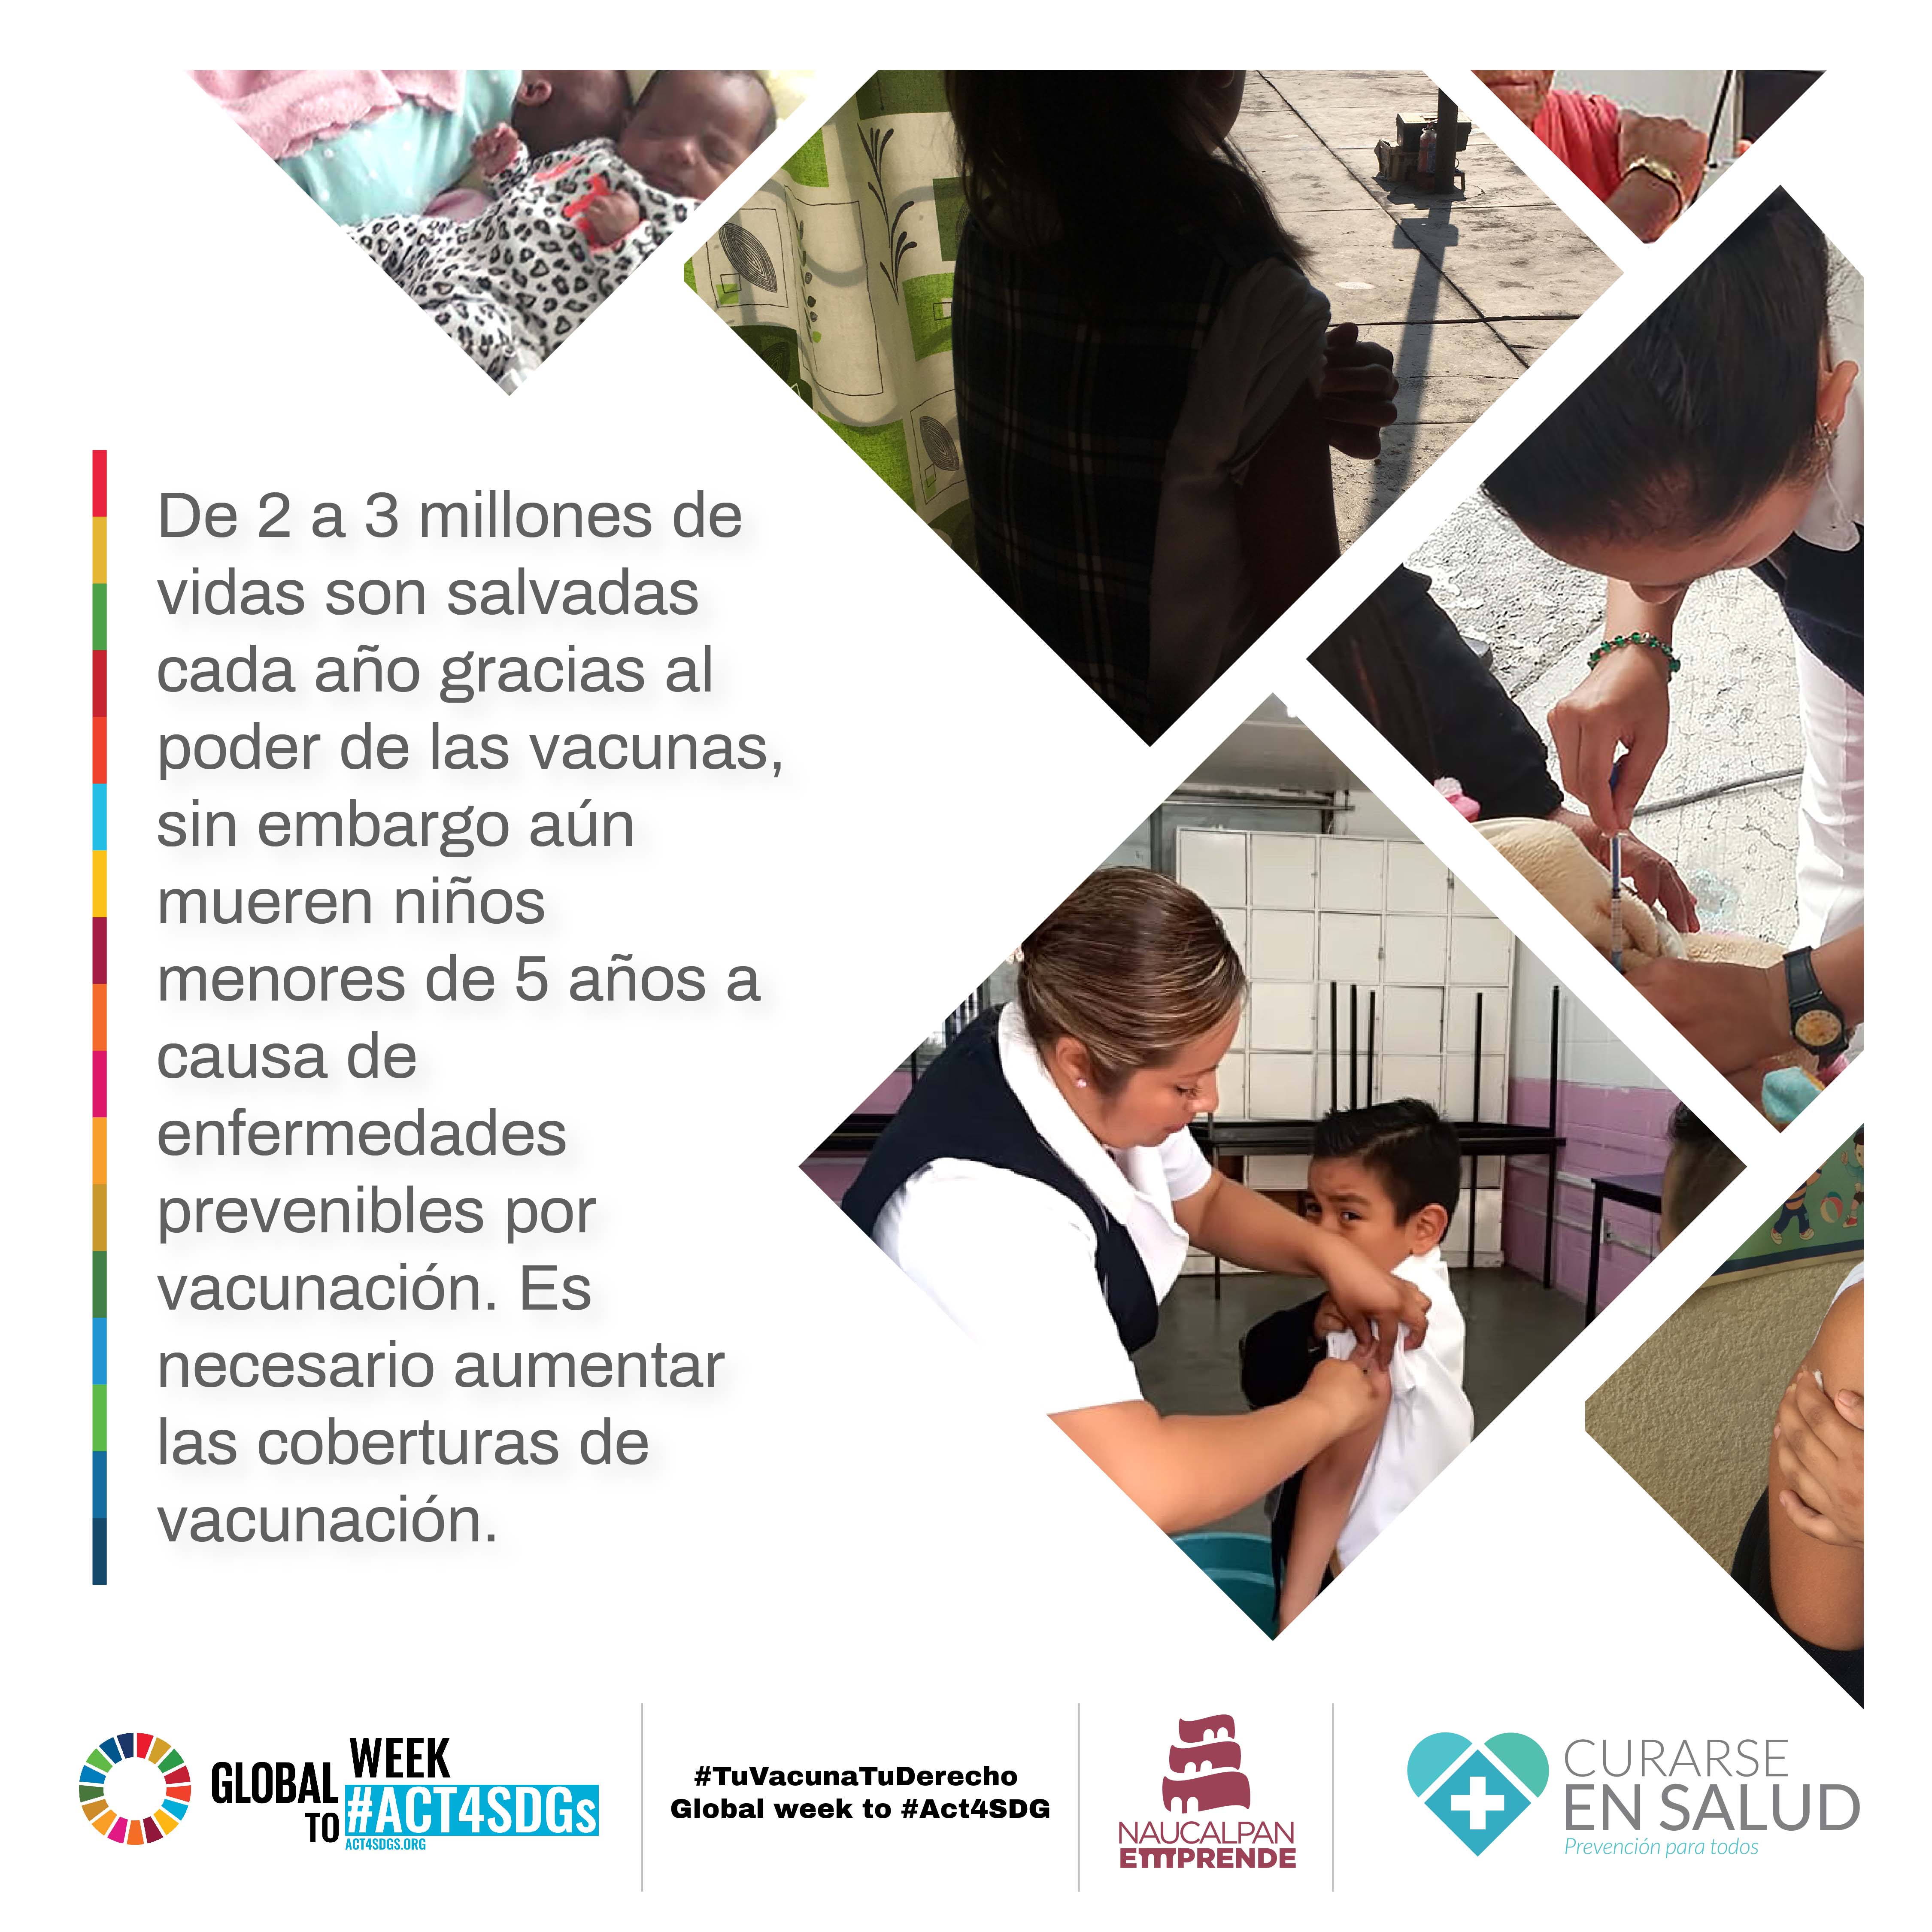 De 2 a 3 millones de
vidas son salvadas
cada año gracias al
poder de las vacunas,
sin embargo aún
mueren niños
menores de 5 años a
causa de
enfermedades
prevenibles por
vacunación. Es
necesario aumentar
las coberturas de
vacunación.
GLOBAL WEEK
TO #ACT4SDGs
ACT4SDGS.ORG
#TuVacunaTuDerecho
Global week to #Act4SDG
NAUCALPAN
EMPRENDE
CURARSE
EN SALUD
Prevención para todos